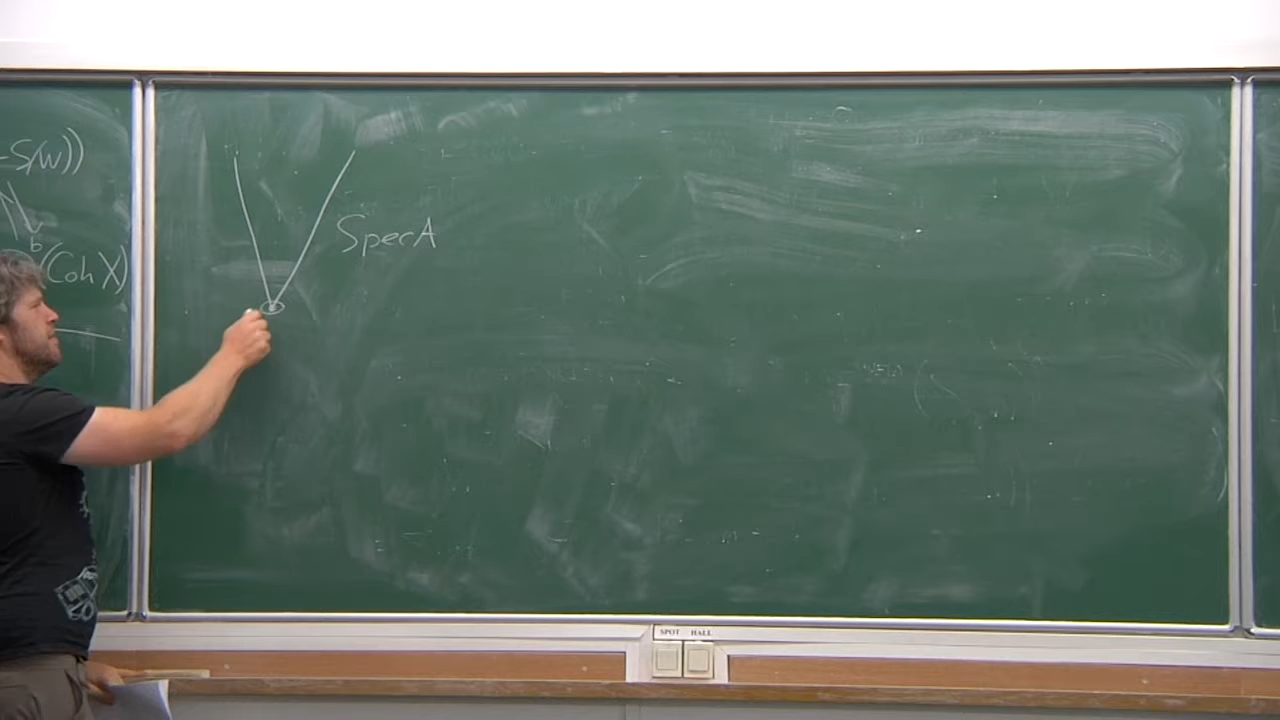 -S(W))
b
(Coh X)
Spec A
SPOT HALL